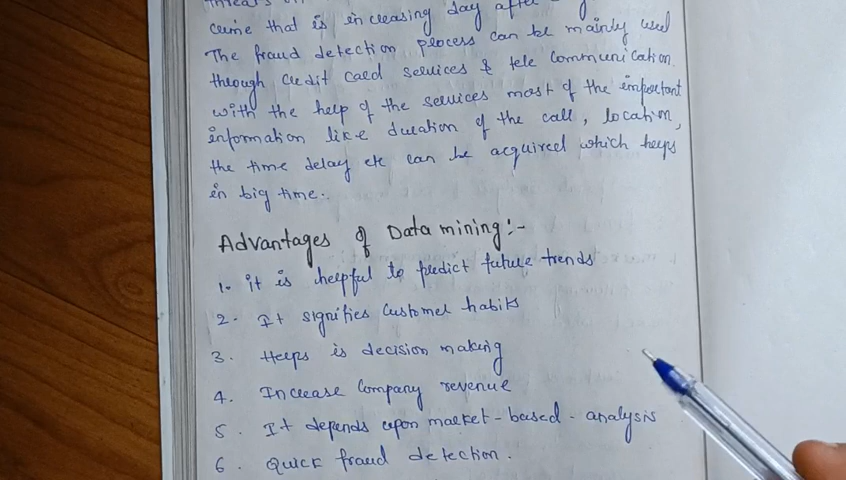 crime that is in creasing day after
The fraud detection process can be mainly used
through credit card services & tele communication.
with the help of the services most of the important
information like duration of the call, location,
the time delay etc can be acquired which helps
in big time.
Advantages of Data mining:-
1. it is helpful to predict future trends
2. It signifies customer habits
3. Helps is decision making
4. Increase Company revenue
5. It depends upon market-based-analysis
6. Quick fraud detection.